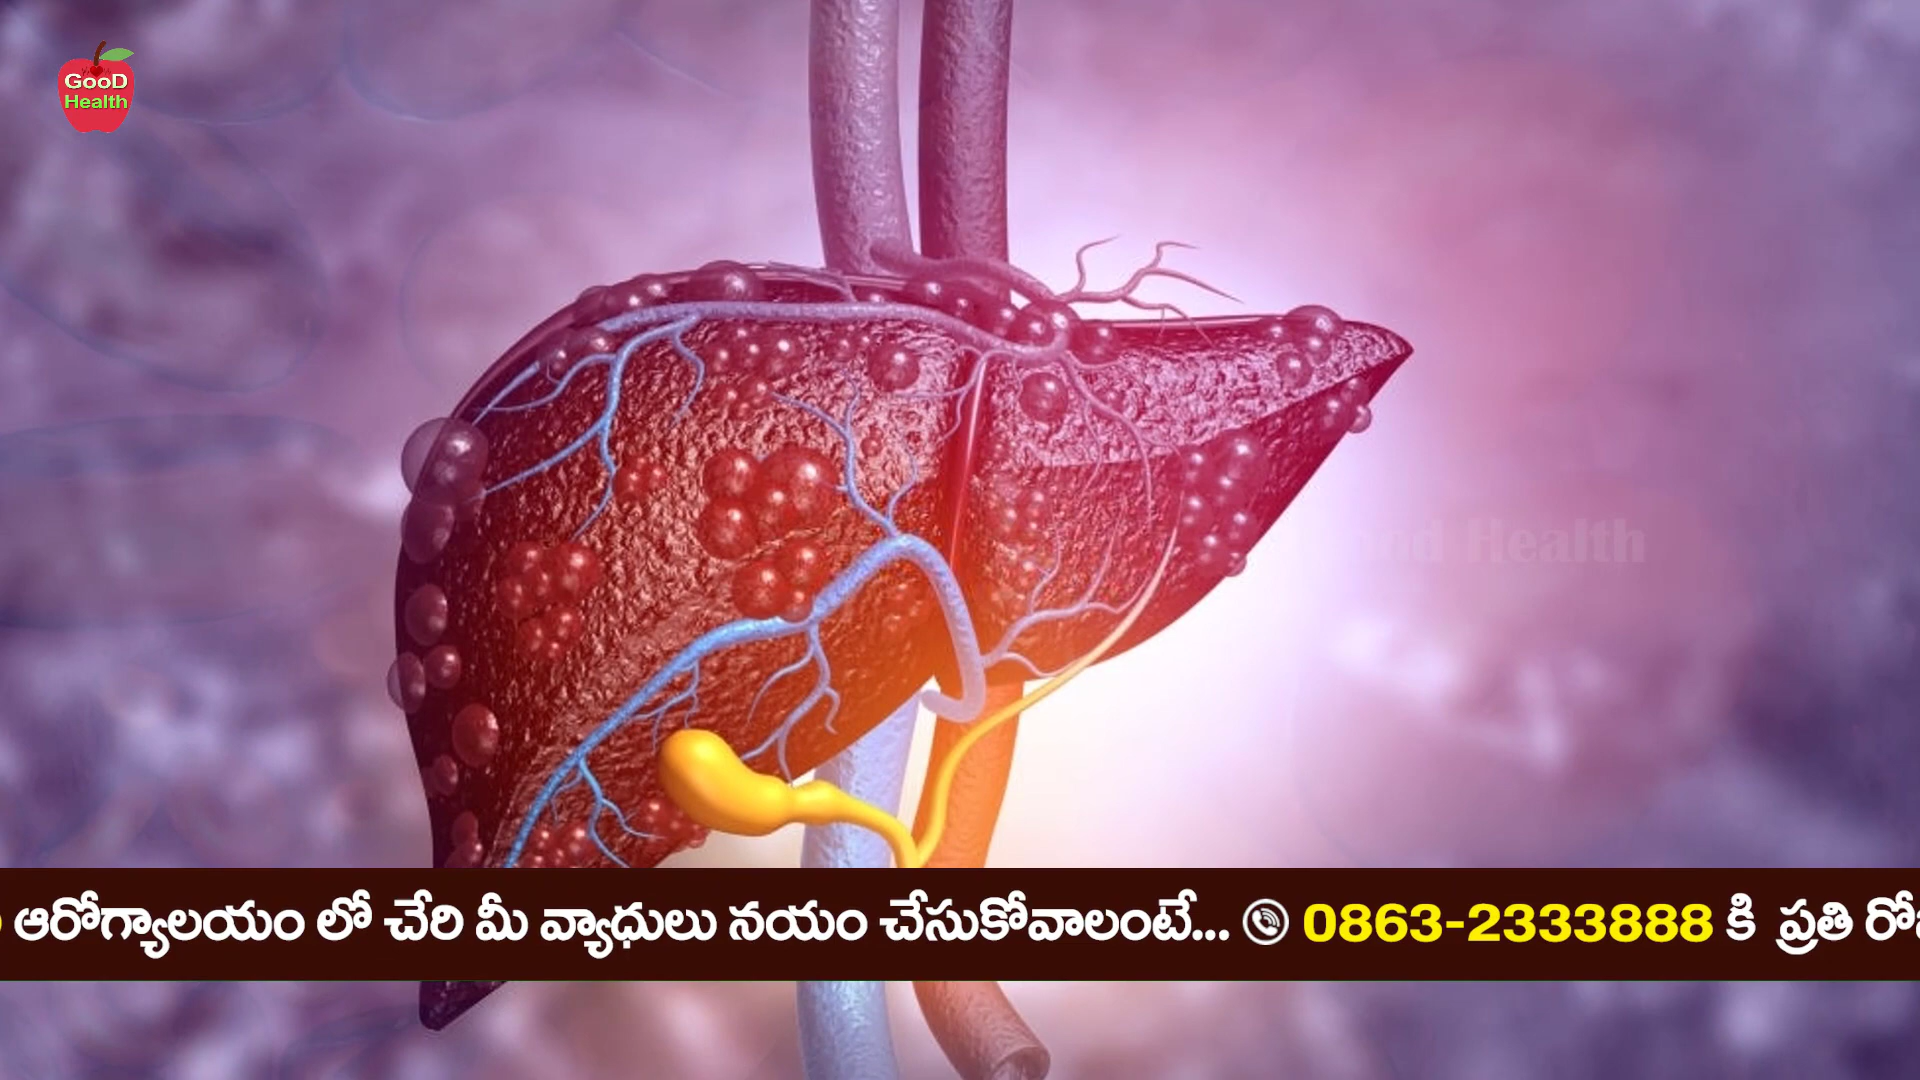 GooD
Health
Health
ఆరోగ్యాలయం లో చేరి మీ వ్యాధులు నయం చేసుకోవాలంటే... 0863-2333888 కి ప్రతి